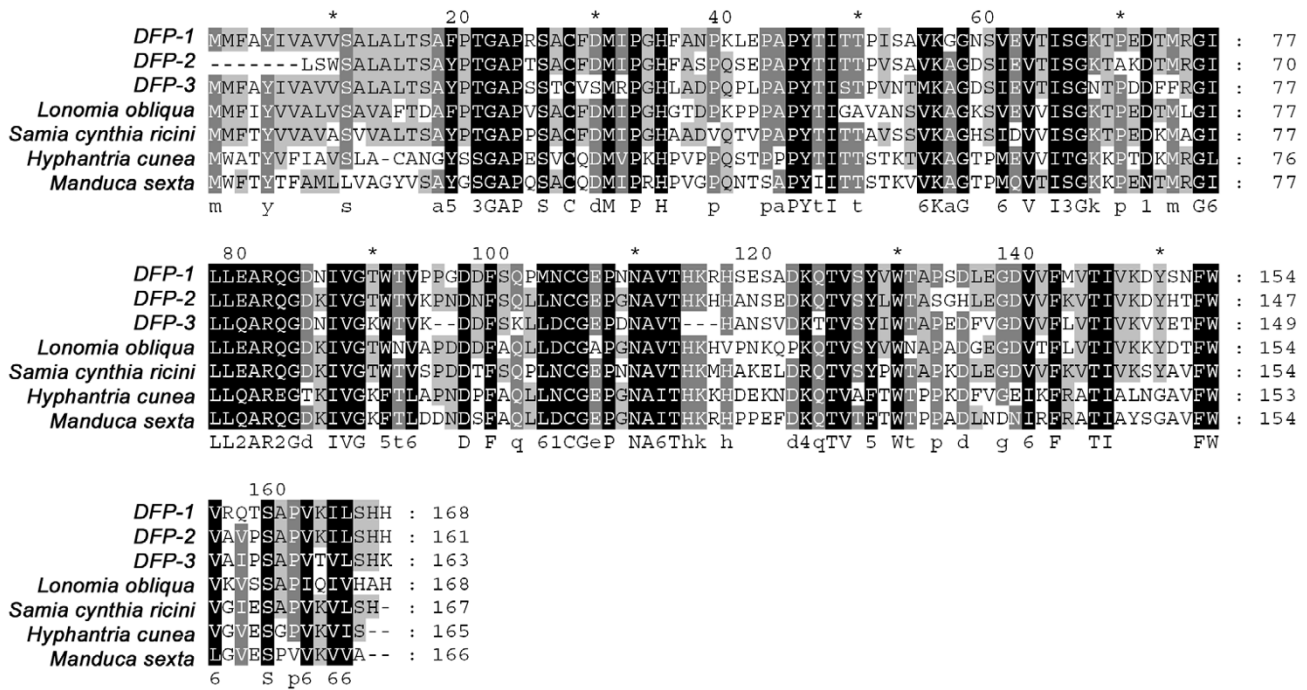 * 20 * 40 * 60 *
DFP-1 MMFAYIVAVVSALALTSAFPTGAPRSACFDMIPGHFANPKLEPAPYTITTPISAVKGGNSVEVTISGKTPEDTMRGI : 77
DFP-2 -------LSWSALALTSAYPTGAPTSACFDMIPGHFASPQSEPAPYTITTPVSAVKAGDSIEVTISGKTAKDTMRGI : 70
DFP-3 MMFAYIVAVVSALALTSAYPTGAPSSTCVSMRPGHLADPQPLPAPYTISTPVNTMKAGDSIEVTISGNTPDDFFRGI : 77
Lonomia obliqua MMFIYVVALVSAVAFTDAFPTGAPVSACFDMIPGHGTDPKPPPAPYTITTGAVANSVKAGKSVEVTISGKTPEDTMLGI : 77
Samia cynthia ricini MMFTYVVAVASVVALTSAYPTGAPPSACFDMIPGHAADVQTVPAPYTITTAVSSVKAGHSIDVVISGKTPEDKMAGI : 77
Hyphantria cunea MWATYVFIAVSLA-CANGYSSGAPESVCQDMVPKHPVPPQSTPPPYTITTSTKTVKAGTPMEVVITGKKPTDKMRGL : 76
Manduca sexta MWFTYTFAMLLVAGYVSAYGSGAPQSACQDMIPRHPVGPQNTSAPYIITTSTKVVKAGTPMQVTISGKKPENTMRGI : 77
m y s a5 3GAP S C dM P H p paPYtI t 6KaG 6 V I3Gk p 1 m G6
80 * 100 * 120 * 140 *
DFP-1 LLEARQGDNIVGTWTVPPGDDFSQPMNCGEPNNAVTHKRHSESADKQTVSYVWTAPSDLEGDVVFMVTIVKDYSNFW : 154
DFP-2 LLEARQGDKIVGTWTVKPNDNFSQLLNCGEPGNAVTHKHHANSEDKQTVSYLWTASGHLEGDVVFKVTIVKDYHTFW : 147
DFP-3 LLQARQGDNIVGKWTVK--DDFSKLLDCGEPDNAVT---HANSVDKTTVSYIWTAPEDFVGDVVFLVTIVKVYETFW : 149
Lonomia obliqua LLEARQGDKIVGTWNVAPDDDFAQLLNCGAPGNAVTHKHVPNKQPKQTVSYVWNAPADGEGDVTFLVTIVKKYDTFW : 154
Samia cynthia ricini LLEARQGDKIVGTWTVSPDDTFSQPLNCGEPGNAVTHKMHAKELDRQTVSYPWTAPKDLEGDVVFKVTIVKSYAVFW : 154
Hyphantria cunea LLQAREGTKIVGKFTLAPNDPFAQLLNCGEPGNAITHKHDEKNDKQTVAFTWTPPKDFVGEIKFRATIALNGAVFW : 153
Manduca sexta LLQARQGDKIVGKFTLDDNDSFAQLLDCGEPGNAITHKHRPPEFDKQTVTFTWTPPADLNDNIRFRATIAYSGAVFW : 154
LL2AR2Gd IVG 5t6 D F q 61CGeP NA6Thk h d4qTV 5 Wt p d g 6 F TI FW
160
DFP-1 VRQTSAPVKILSHH : 168
DFP-2 VAVPSAPVKILSHH : 161
DFP-3 VAIPSAPVTVLSHK : 163
Lonomia obliqua VKVSSAPIQIVHAH : 168
Samia cynthia ricini VGIESAPVKVLSH- : 167
Hyphantria cunea VGVESGPVKVIS-- : 165
Manduca sexta LGVESPVVKVVA-- : 166
6 S p6 66